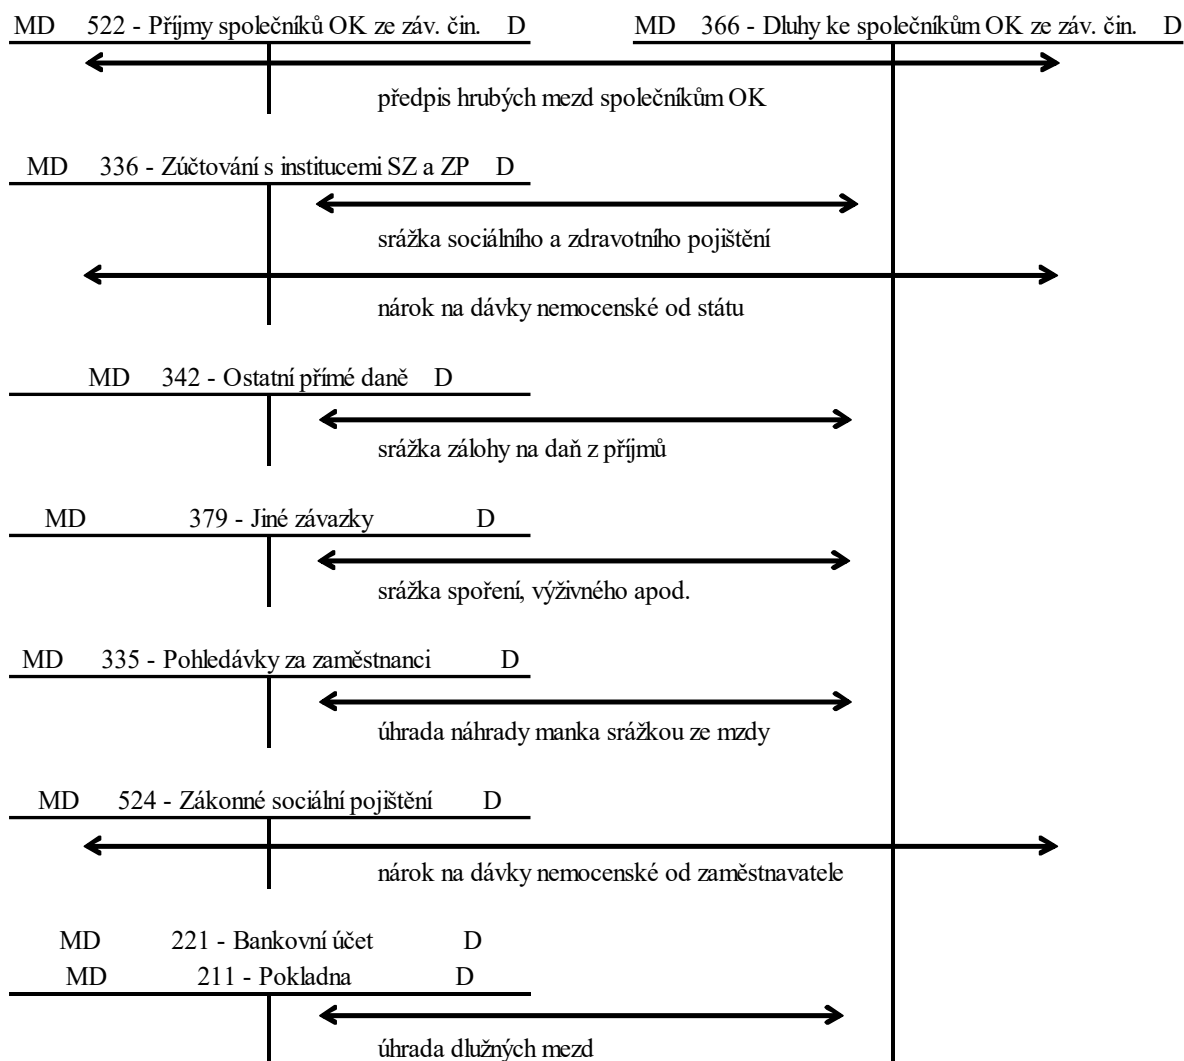 MD 522 - Příjmy společníků OK ze záv. čin. D MD 366 - Dluhy ke společníkům OK ze záv. čin. D
předpis hrubých mezd společníkům OK
MD 336 - Zúčtování s institucemi SZ a ZP D
srážka sociálního a zdravotního pojištění
nárok na dávky nemocenské od státu
MD 342 - Ostatní přímé daně D
srážka zálohy na daň z příjmů
MD 379 - Jiné závazky D
srážka spoření, výživného apod.
MD 335 - Pohledávky za zaměstnanci D
úhrada náhrady manka srážkou ze mzdy
MD 524 - Zákonné sociální pojištění D
nárok na dávky nemocenské od zaměstnavatele
MD 221 - Bankovní účet D
MD 211 - Pokladna D
úhrada dlužných mezd